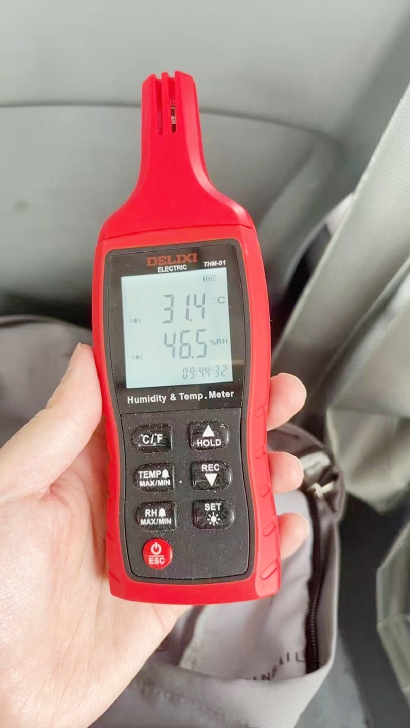 DELIXI
ELECTRIC THM-01
31.4 °C
46.5 %RH
09:44:32
Humidity & Temp. Meter
°C/°F
▲
HOLD
TEMP
MAX/MIN
REC
▼
RH
MAX/MIN
SET
ESC